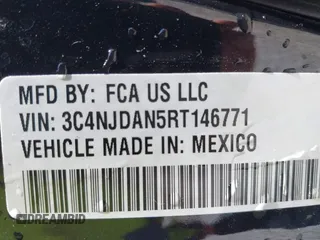 MFD BY: FCA US LLC
VIN: 3C4NJDAN5RT146771
VEHICLE MADE IN: MEXICO
DREAMBID